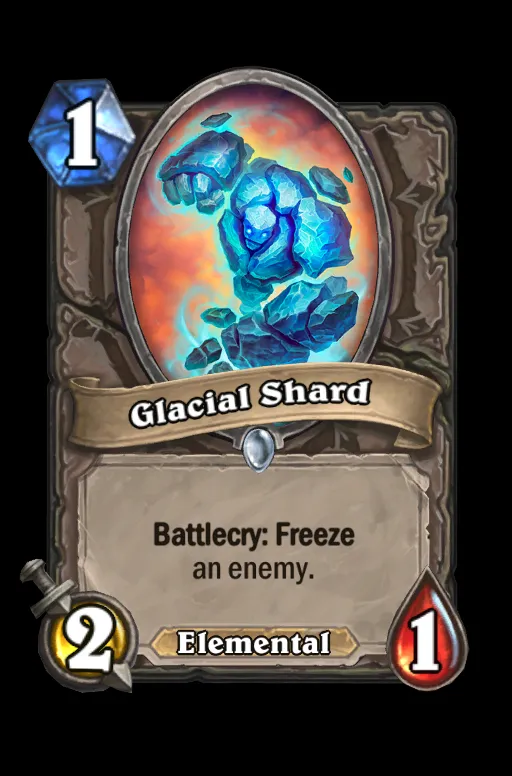 1
Glacial Shard
Battlecry: Freeze
an enemy.
2
Elemental
1